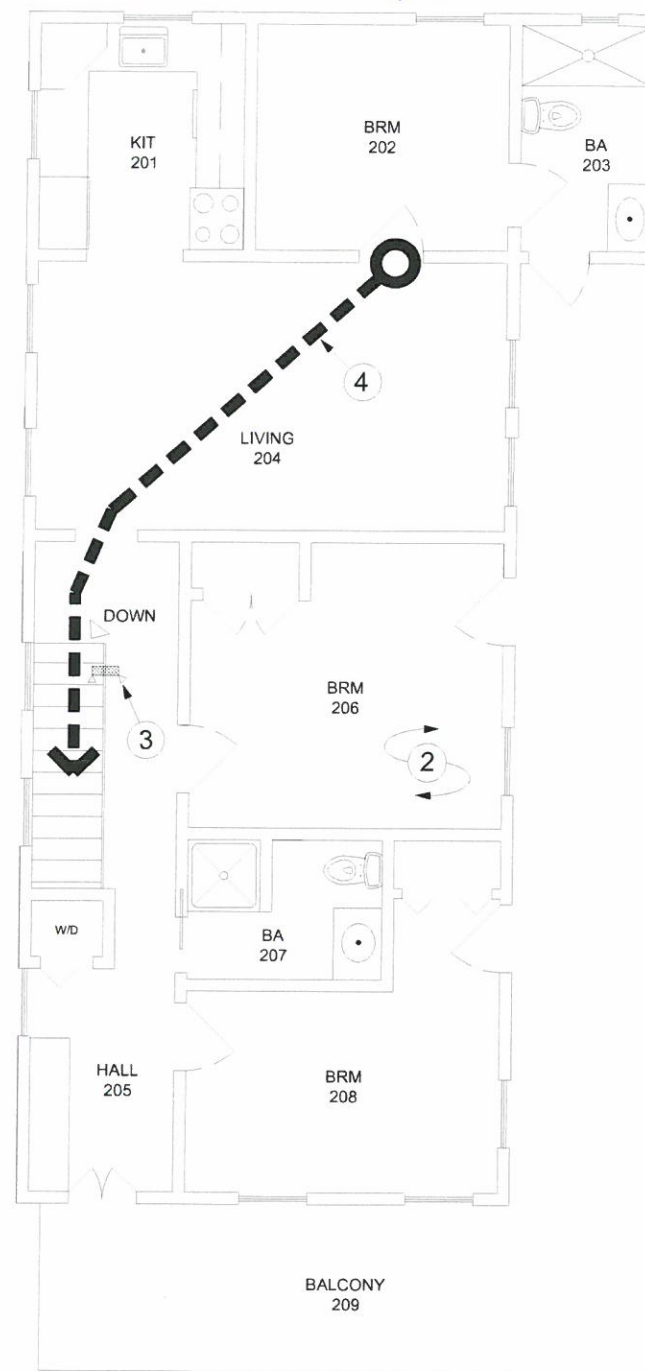 KIT
201
BRM
202
BA
203
4
LIVING
204
DOWN
3
BRM
206
2
W/D
BA
207
HALL
205
BRM
208
BALCONY
209